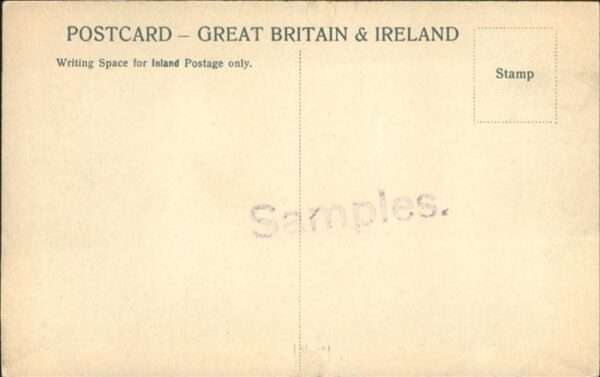 POSTCARD – GREAT BRITAIN & IRELAND
Writing Space for Inland Postage only.
Stamp
Samples.